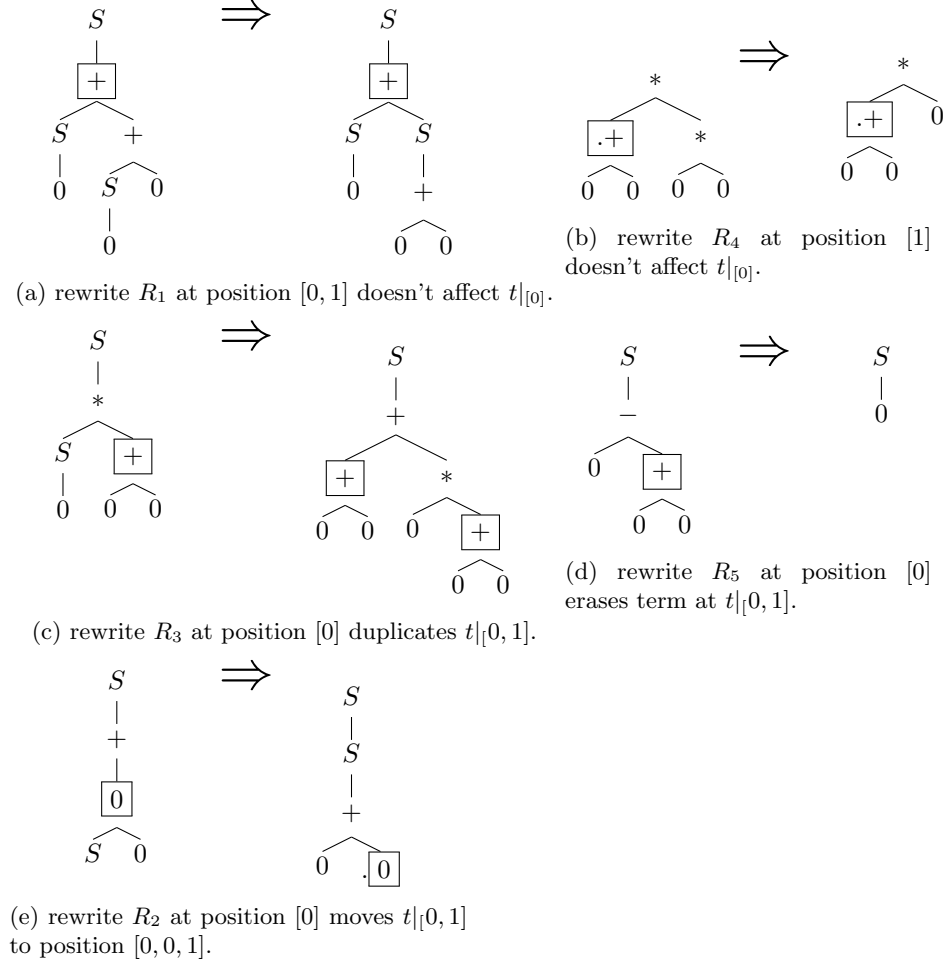 S ⇒ S
+ +
S + S S
0 S 0 0 +
0 0 0
(a) rewrite R₁ at position [0, 1] doesn't affect t|[0].
⇒
* *
.+ * .+ 0
0 0 0 0 0 0
(b) rewrite R₄ at position [1]
doesn't affect t|[0].
S ⇒ S
* +
S + + *
0 0 0 0 0 0 +
0 0
(c) rewrite R₃ at position [0] duplicates t|[0, 1].
S ⇒ S
− 0
0 +
0 0
(d) rewrite R₅ at position [0]
erases term at t|[0, 1].
S ⇒ S
+ S
0 +
S 0 0 .0
(e) rewrite R₂ at position [0] moves t|[0, 1]
to position [0, 0, 1].